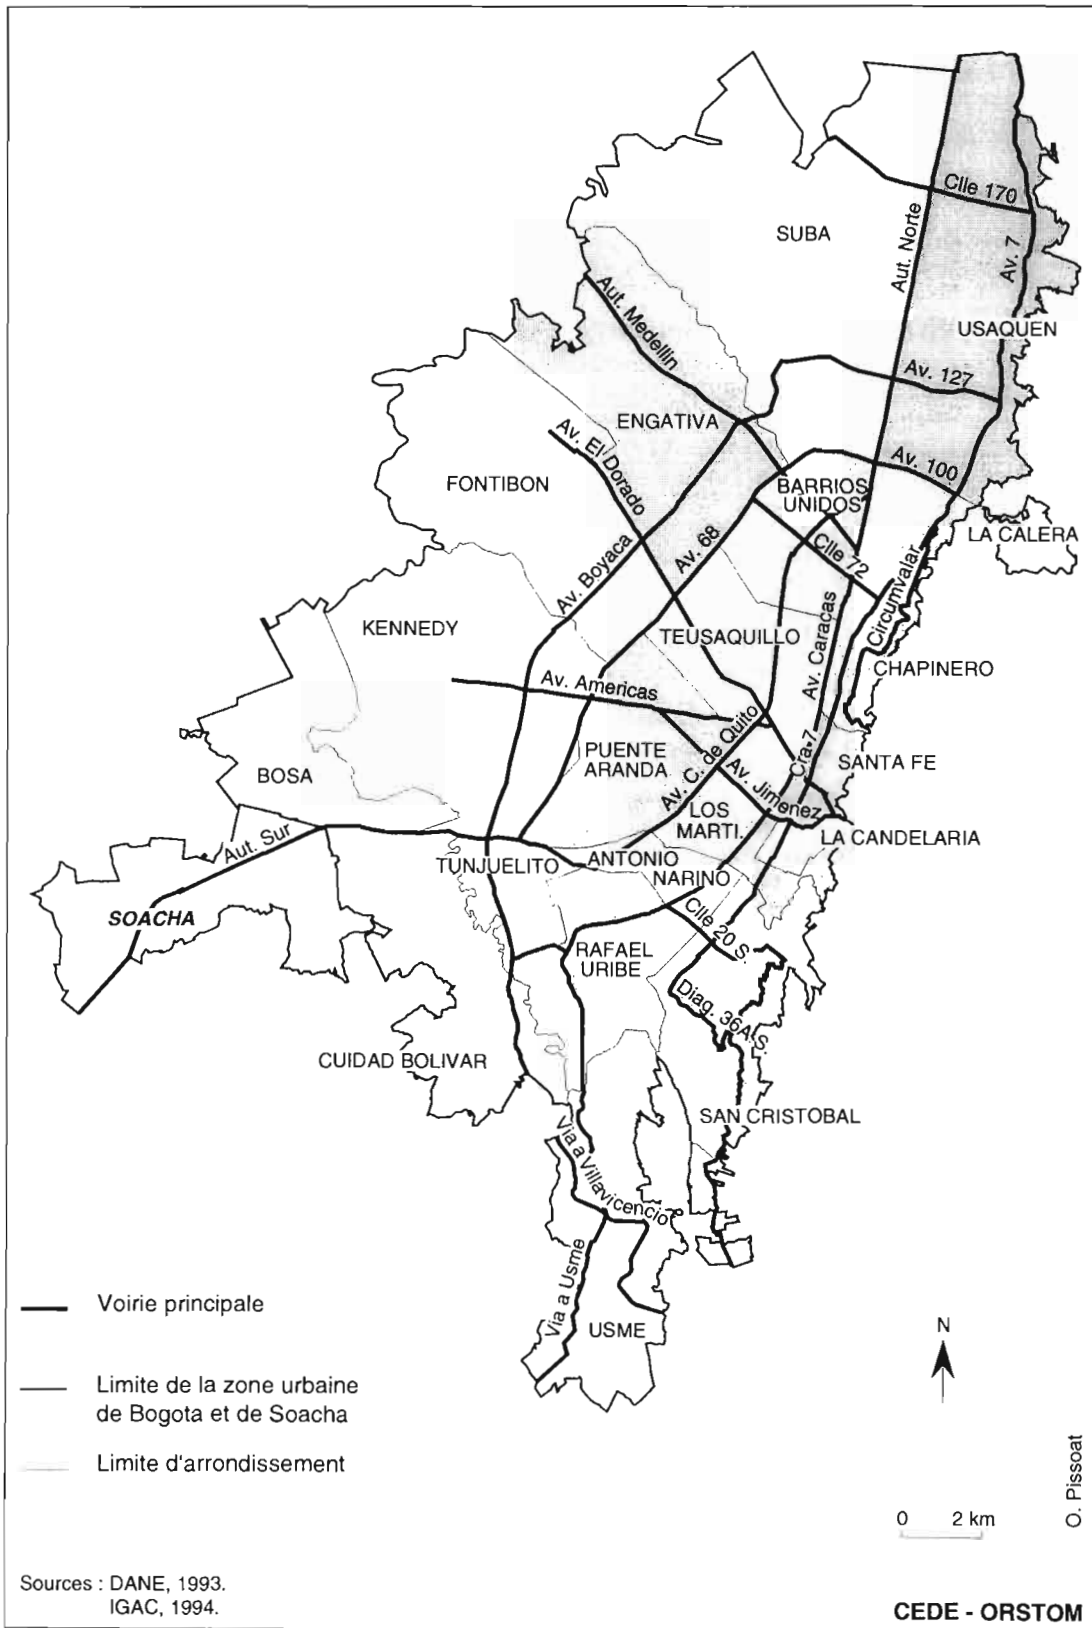 Clle 170
SUBA
Aut. Norte
Av. 7
Aut. Medellin
USAQUEN
Av. 127
ENGATIVA
Av. El Dorado
Av. 100
FONTIBON
BARRIOS
UNIDOS
LA CALERA
Av. 68
Clle 72
Av. Boyaca
Circumvalar
KENNEDY
TEUSAQUILLO
Av. Caracas
CHAPINERO
Av. Americas
Av. C. de Quito
PUENTE
ARANDA
Cra. 7
SANTA FE
BOSA
Av. Jimenez
LOS
MARTI.
LA CANDELARIA
Aut. Sur
TUNJUELITO
ANTONIO
NARINO
SOACHA
Clle 20 S.
RAFAEL
URIBE
Diag. 36A.S.
CUIDAD BOLIVAR
SAN CRISTOBAL
Via a Villavicencio
Via a Usme
USME
Voirie principale
Limite de la zone urbaine
de Bogota et de Soacha
Limite d'arrondissement
N
0 2 km
O. Pissoat
Sources : DANE, 1993.
IGAC, 1994.
CEDE - ORSTOM